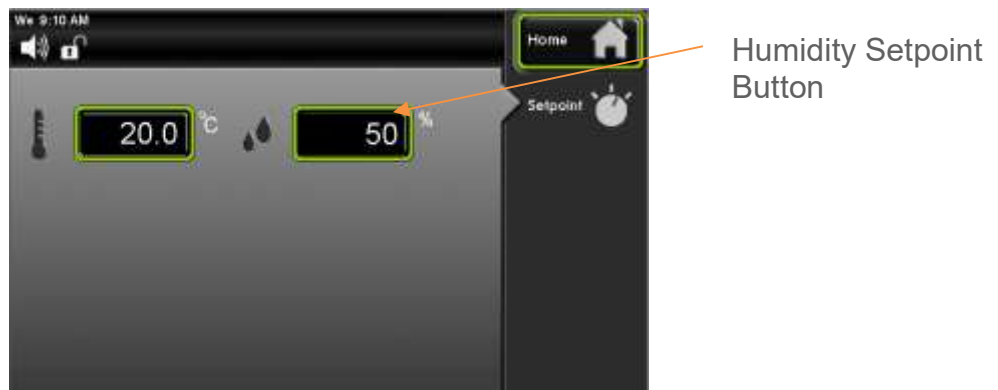 We 9:10 AM
Home
Setpoint
20.0 °C
50 %
Humidity Setpoint
Button